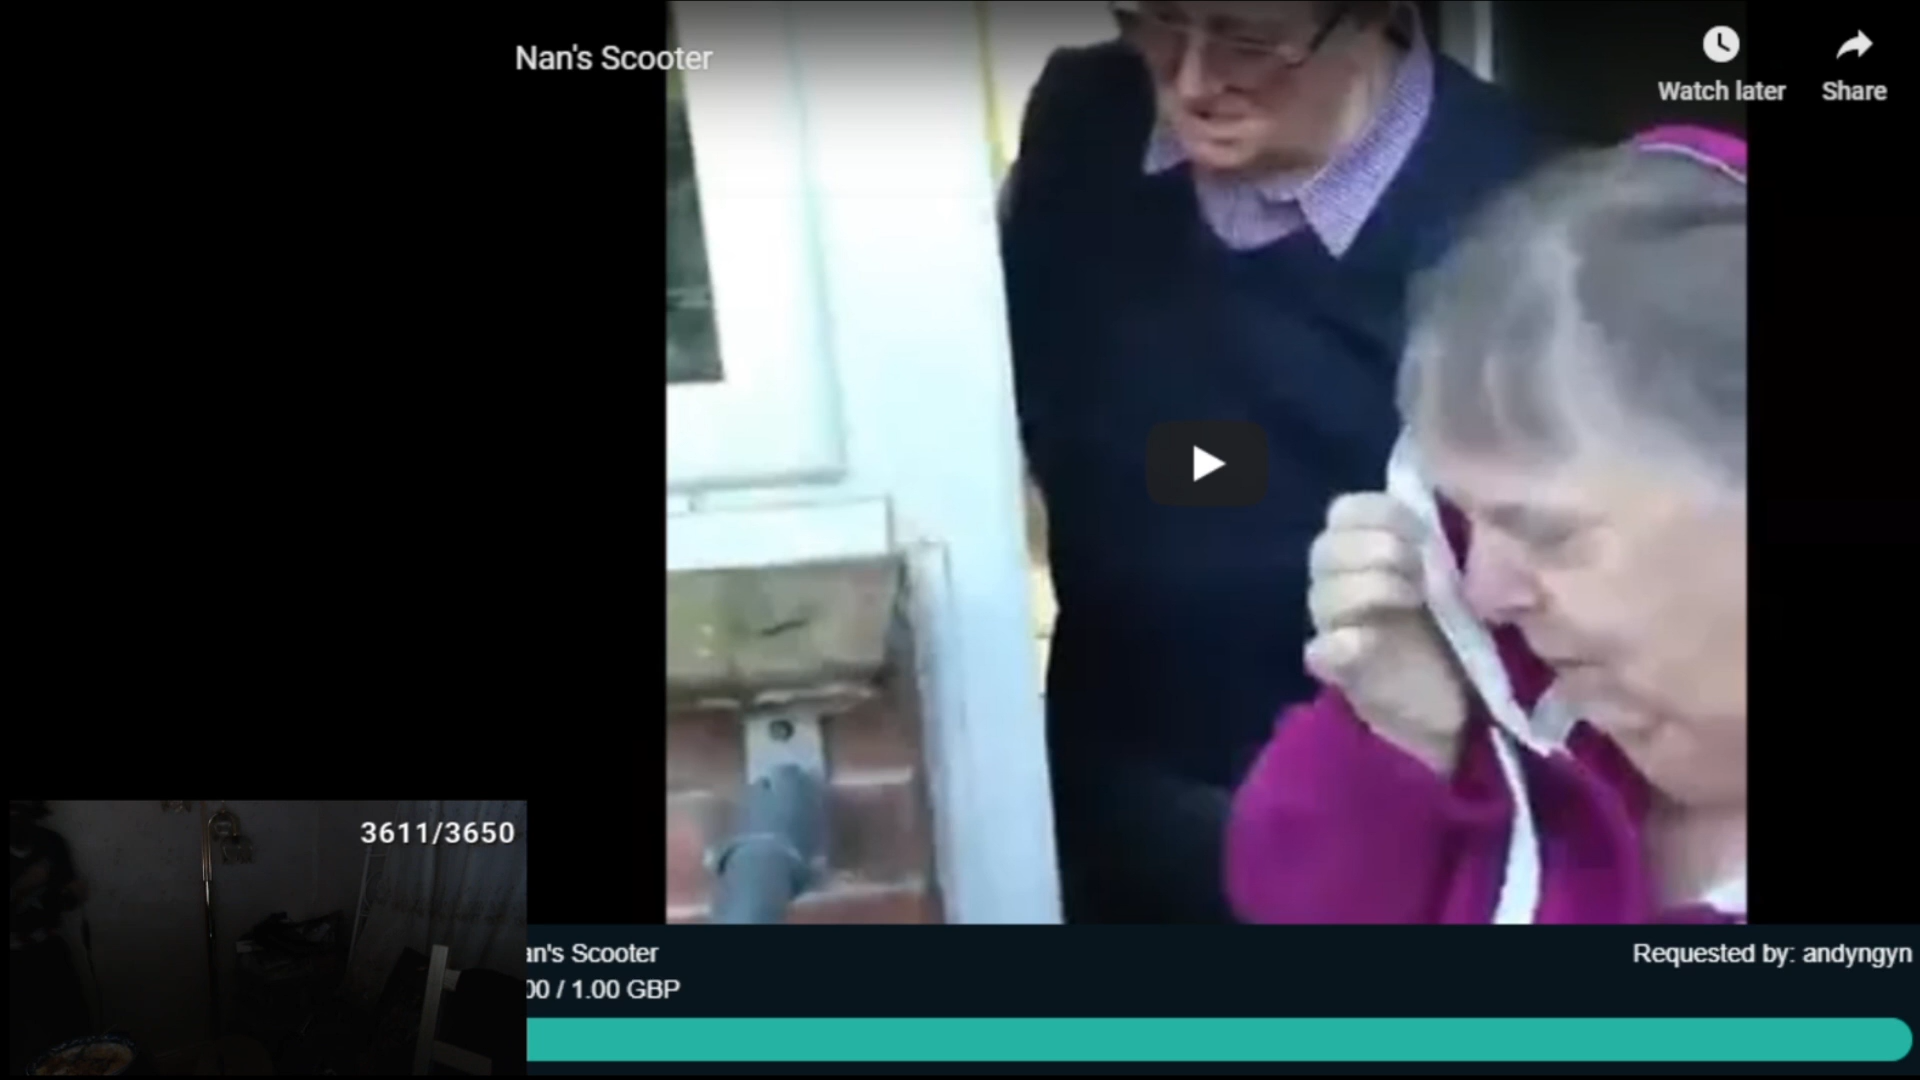 Nan's Scooter
Watch later
Share
3611/3650
an's Scooter
Requested by: andyngyn
00 / 1.00 GBP